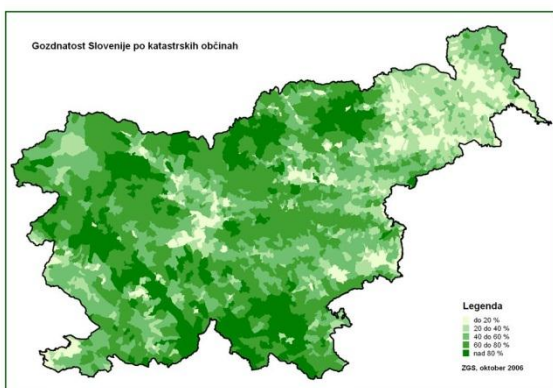 Gozdnatost Slovenije po katastrskih občinah
Legenda
do 20 %
20 do 40 %
40 do 60 %
60 do 80 %
nad 80 %
ZGS, oktober 2006